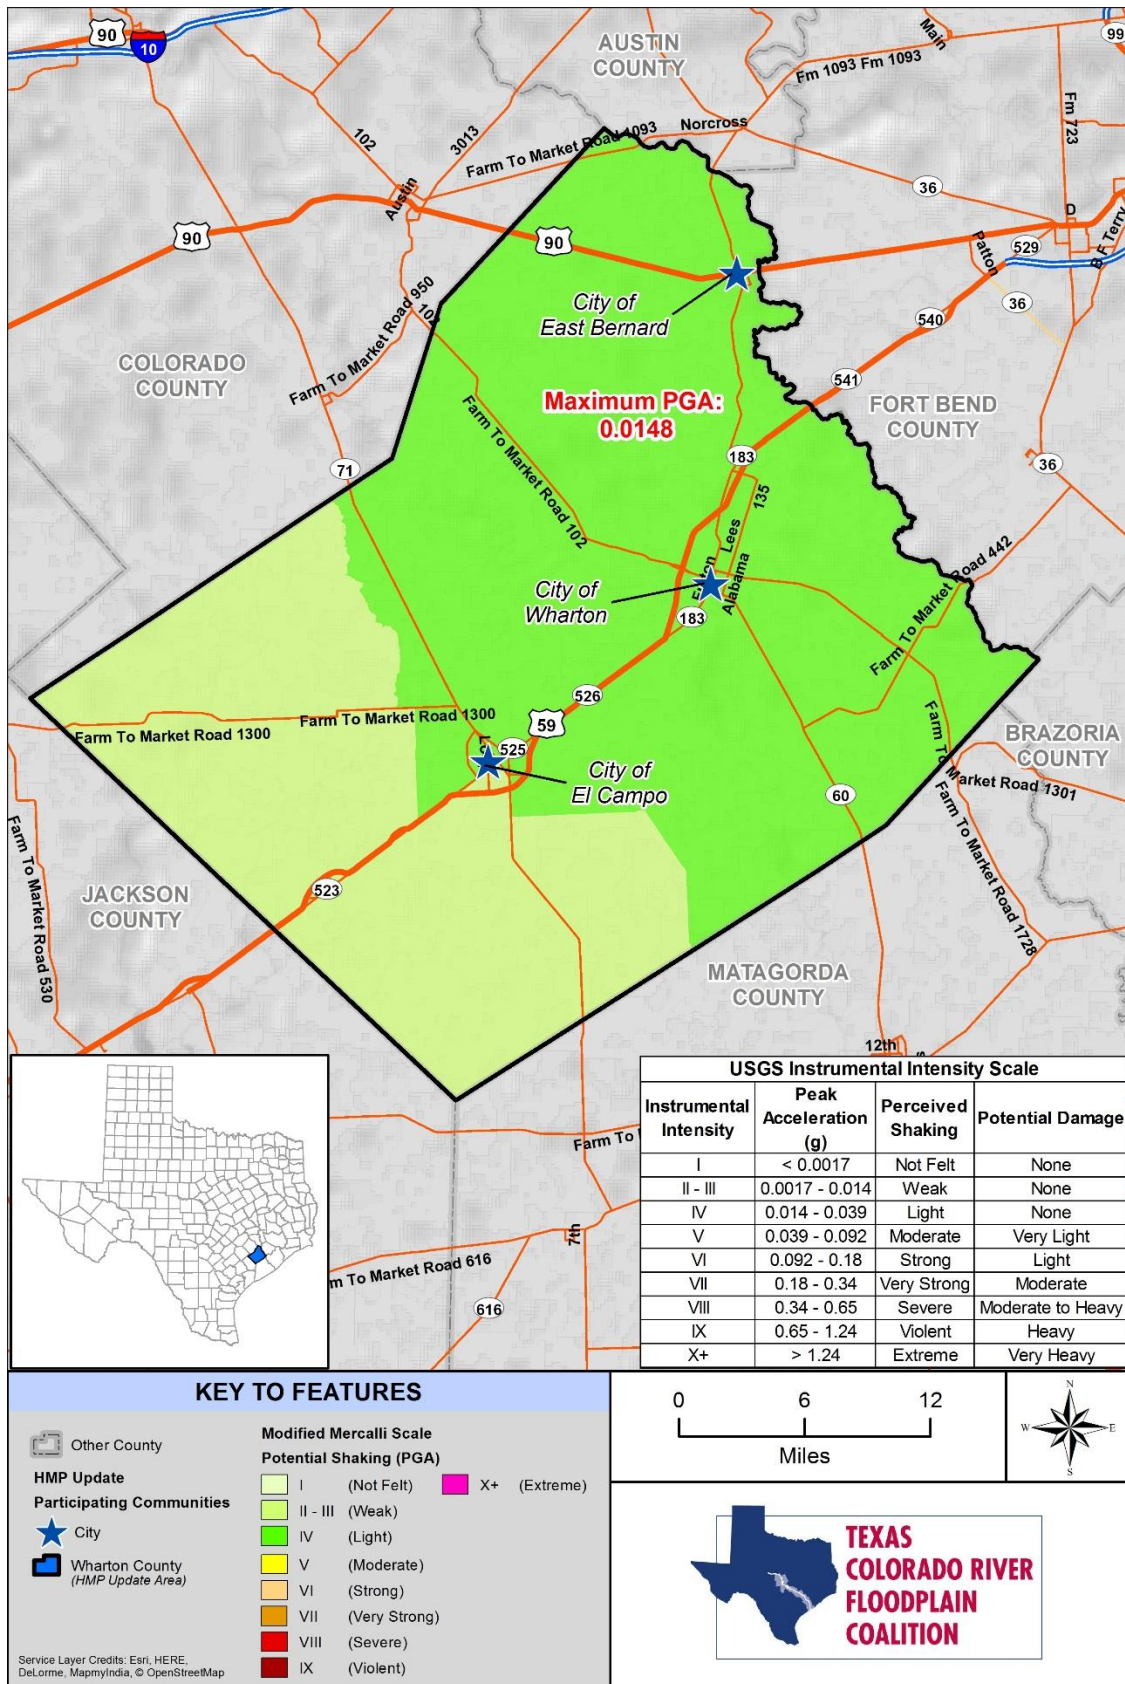 90
10
AUSTIN
COUNTY
Main
99
Fm 1093 Fm 1093
Fm 723
102
3013
Norcross
Farm To Market Road 1093
Austin
36
90
90
D
529
Patton
B F Terry
36
City of
East Bernard
540
Farm To Market Road 950
102
COLORADO
COUNTY
541
FORT BEND
COUNTY
Maximum PGA:
0.0148
Farm To Market Road 102
71
183
36
135
Lees
Alabama
Farm To Market Road 442
City of
Wharton
183
526
59
Farm To Market Road 1300
Farm To Market Road 1300
525
City of
El Campo
Farm To Market Road 1301
BRAZORIA
COUNTY
60
Farm To Market Road 530
523
JACKSON
COUNTY
Farm To Market Road 1728
MATAGORDA
COUNTY
12th
Farm To
7th
m To Market Road 616
616
USGS Instrumental Intensity Scale
Instrumental Intensity Peak Acceleration (g) Perceived Shaking Potential Damage
I < 0.0017 Not Felt None
II - III 0.0017 - 0.014 Weak None
IV 0.014 - 0.039 Light None
V 0.039 - 0.092 Moderate Very Light
VI 0.092 - 0.18 Strong Light
VII 0.18 - 0.34 Very Strong Moderate
VIII 0.34 - 0.65 Severe Moderate to Heavy
IX 0.65 - 1.24 Violent Heavy
X+ > 1.24 Extreme Very Heavy
KEY TO FEATURES
Other County
HMP Update
Participating Communities
City
Wharton County
(HMP Update Area)
Modified Mercalli Scale
Potential Shaking (PGA)
I (Not Felt)
II - III (Weak)
IV (Light)
V (Moderate)
VI (Strong)
VII (Very Strong)
VIII (Severe)
IX (Violent)
X+ (Extreme)
Service Layer Credits: Esri, HERE,
DeLorme, MapmyIndia, © OpenStreetMap
0 6 12
Miles
N
W E
S
TEXAS
COLORADO RIVER
FLOODPLAIN
COALITION